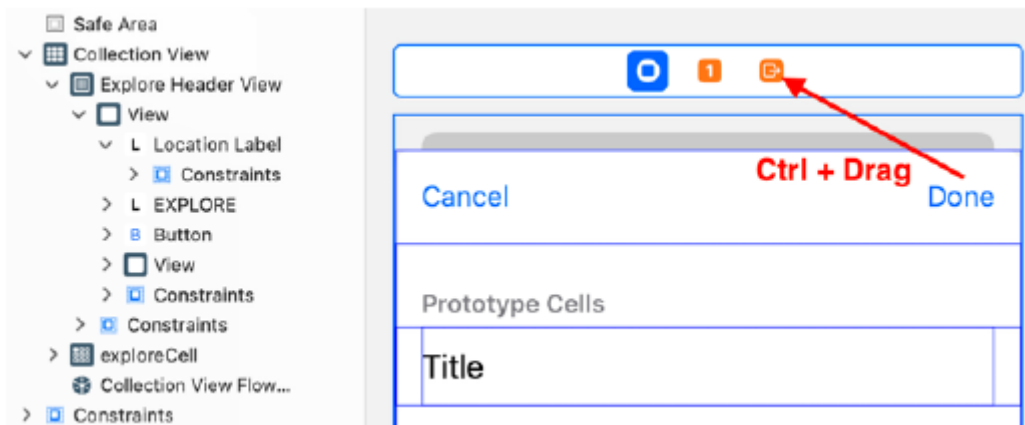 Safe Area
Collection View
Explore Header View
View
L Location Label
Constraints
L EXPLORE
B Button
View
Constraints
Constraints
exploreCell
Collection View Flow...
Constraints
1
Ctrl + Drag
Cancel
Done
Prototype Cells
Title